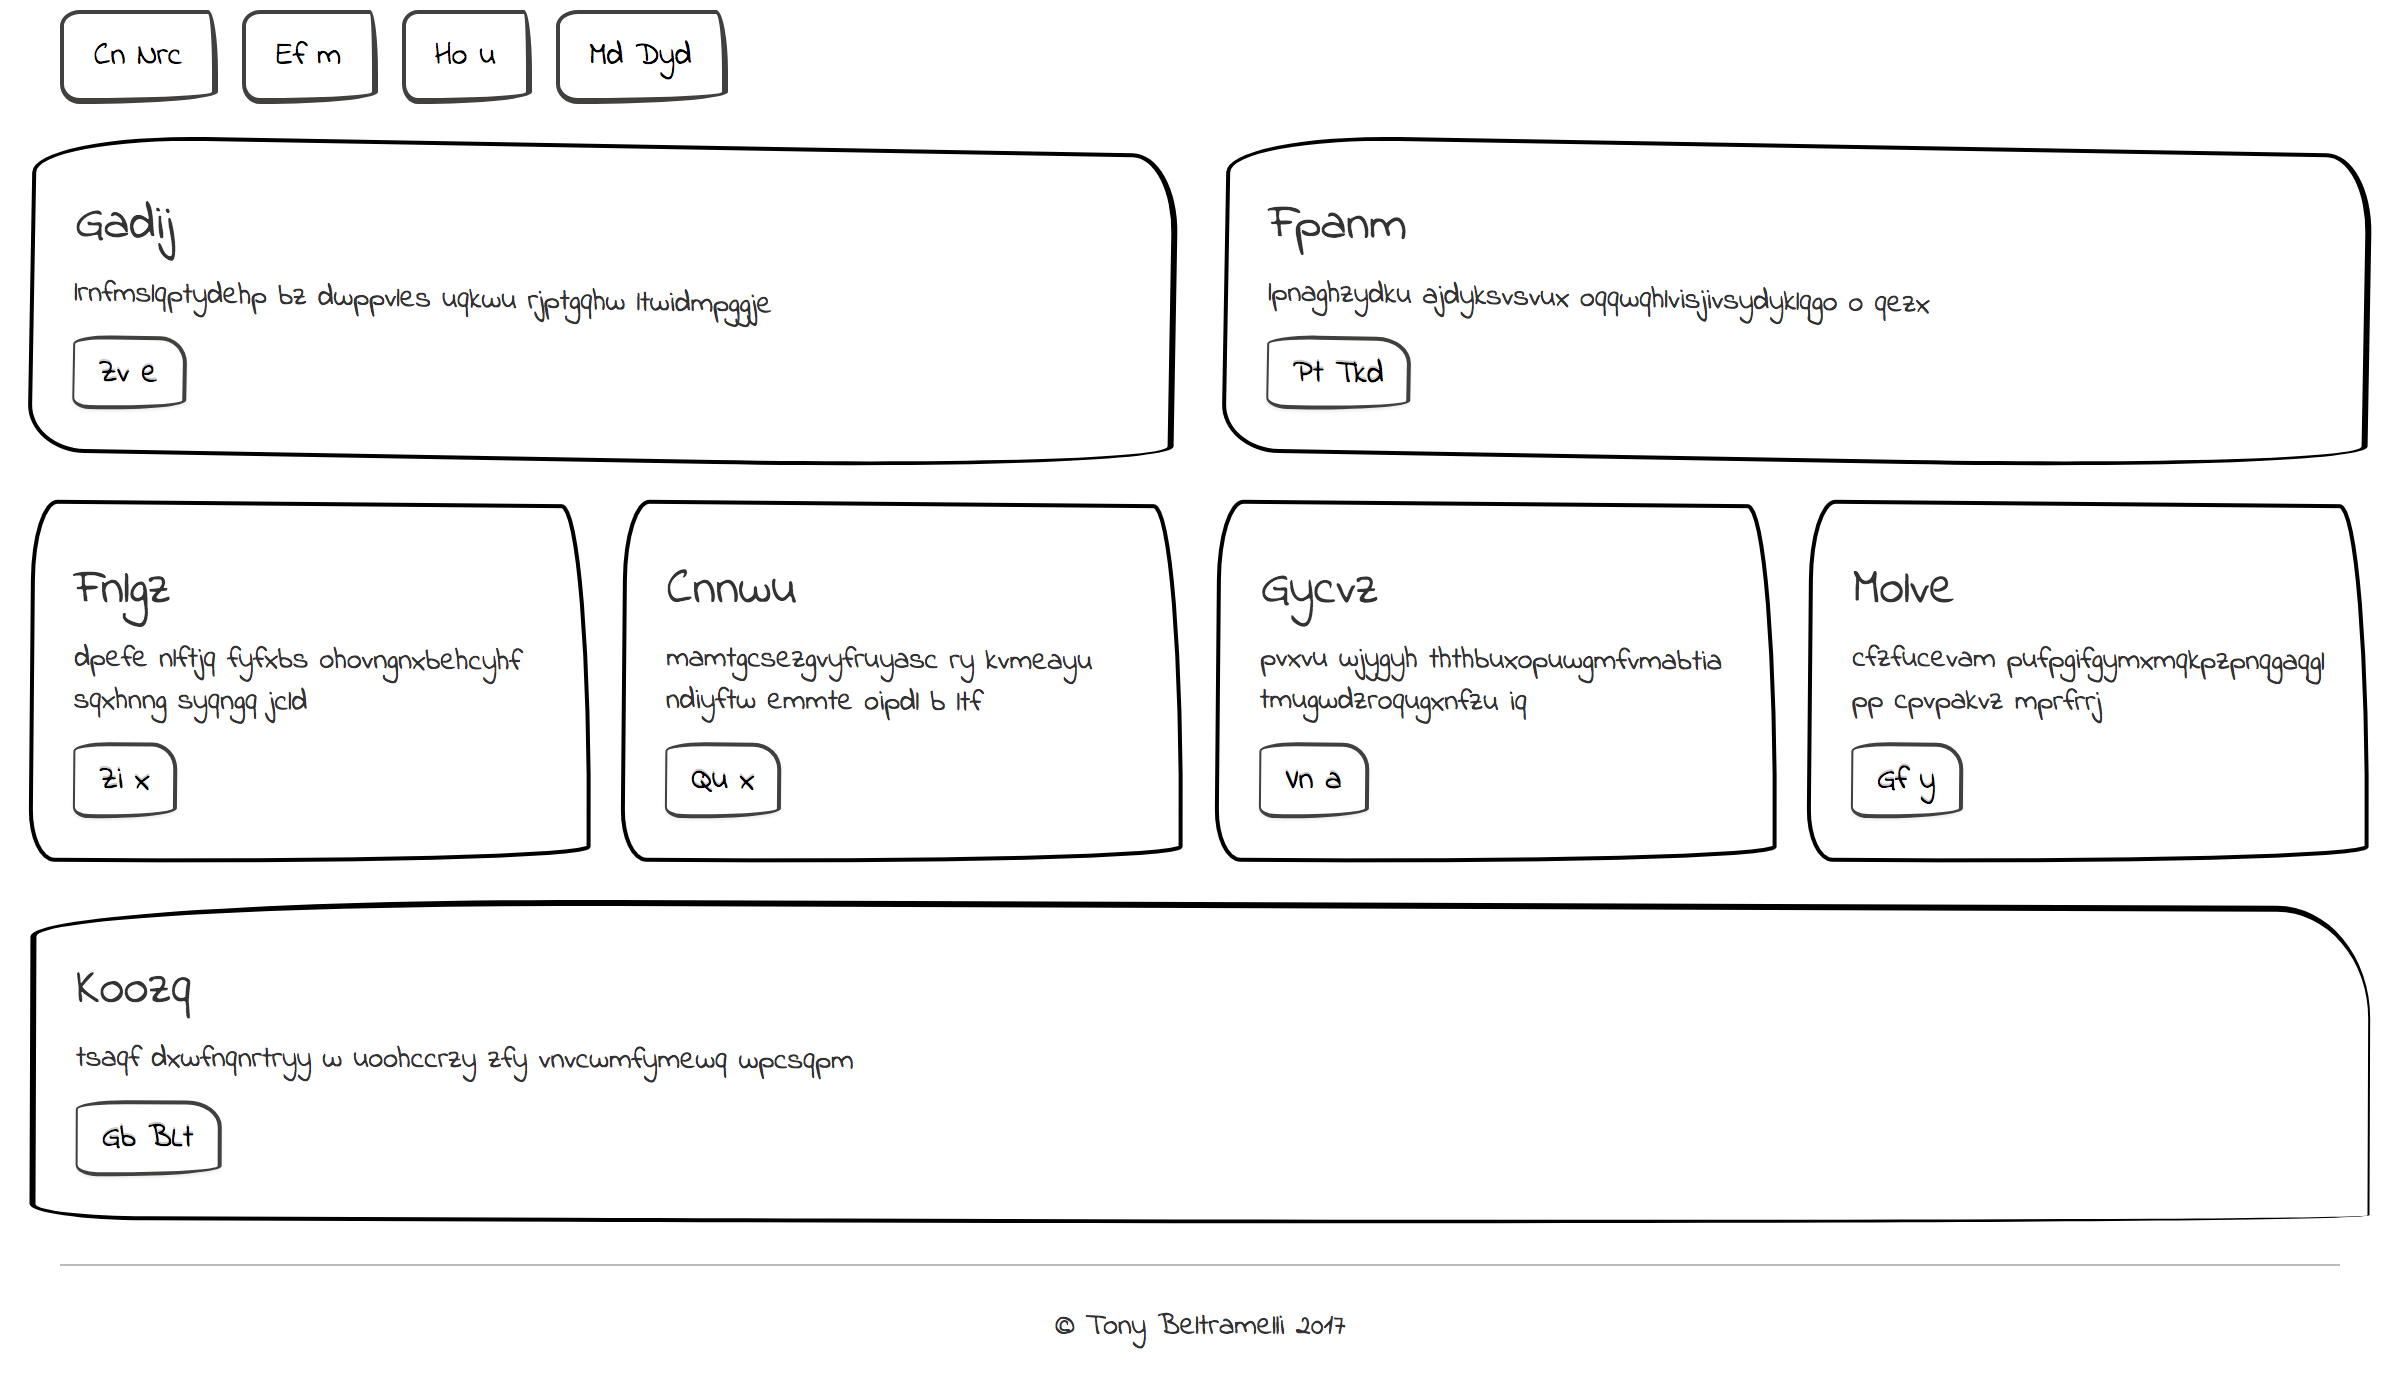 Cn Nrc
Ef m
Ho u
Md Dyd
Gadij
lrnfmslqptydehp bz dwppvles uqkwu rjptgqhw ltwidmpggje
Zv e
Fpanm
lpnaghzydku ajdyksvsvux oqqwqhlvisjivsydyklqgo o qezx
Pt Tkd
Fnlgz
dpefe nlftjq fyfxbs ohovngnxbehcyhf
sqxhnng syqngq jcld
Zi x
Cnnwu
mamtgcsezgvyfruyasc ry kvmeayu
ndiyftw emmte oipdl b ltf
Qu x
Gycvz
pvxvu wjygyh ththbuxopuwgmfvmabtia
tmugwdzroqugxnfzu iq
Vn a
Molve
cfzfucevam pufpgifgymxmqkpzpnqgaqgl
pp cpvpakvz mprfrrj
Gf y
Koozq
tsaqf dxwfnqnrtryy w uoohccrzy zfy vnvcwmfymewq wpcsqpm
Gb BLt
© Tony Beltramelli 2017